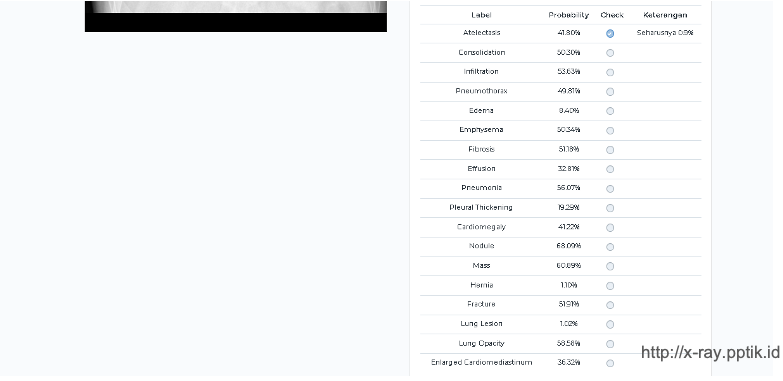 Label Probability Check Keterangan
Atelectasis 41.80% Seharusnya 0.5%
Consolidation 50.30%
Infiltration 53.63%
Pneumothorax 49.81%
Edema 8.40%
Emphysema 50.34%
Fibrosis 51.18%
Effusion 32.81%
Pneumonia 56.07%
Pleural Thickening 19.29%
Cardiomegaly 41.22%
Nodule 68.09%
Mass 60.69%
Hernia 1.10%
Fracture 51.91%
Lung Lesion 1.02%
Lung Opacity 58.58%
Enlarged Cardiomediastinum 36.32%
http://x-ray.pptik.id